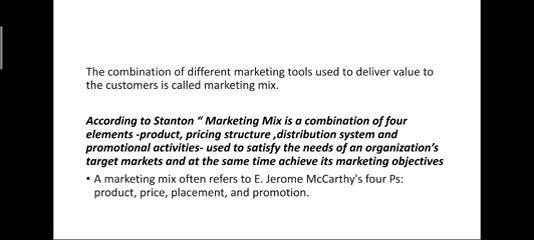 The combination of different marketing tools used to deliver value to
the customers is called marketing mix.
According to Stanton “ Marketing Mix is a combination of four
elements -product, pricing structure ,distribution system and
promotional activities- used to satisfy the needs of an organization’s
target markets and at the same time achieve its marketing objectives
• A marketing mix often refers to E. Jerome McCarthy's four Ps:
product, price, placement, and promotion.